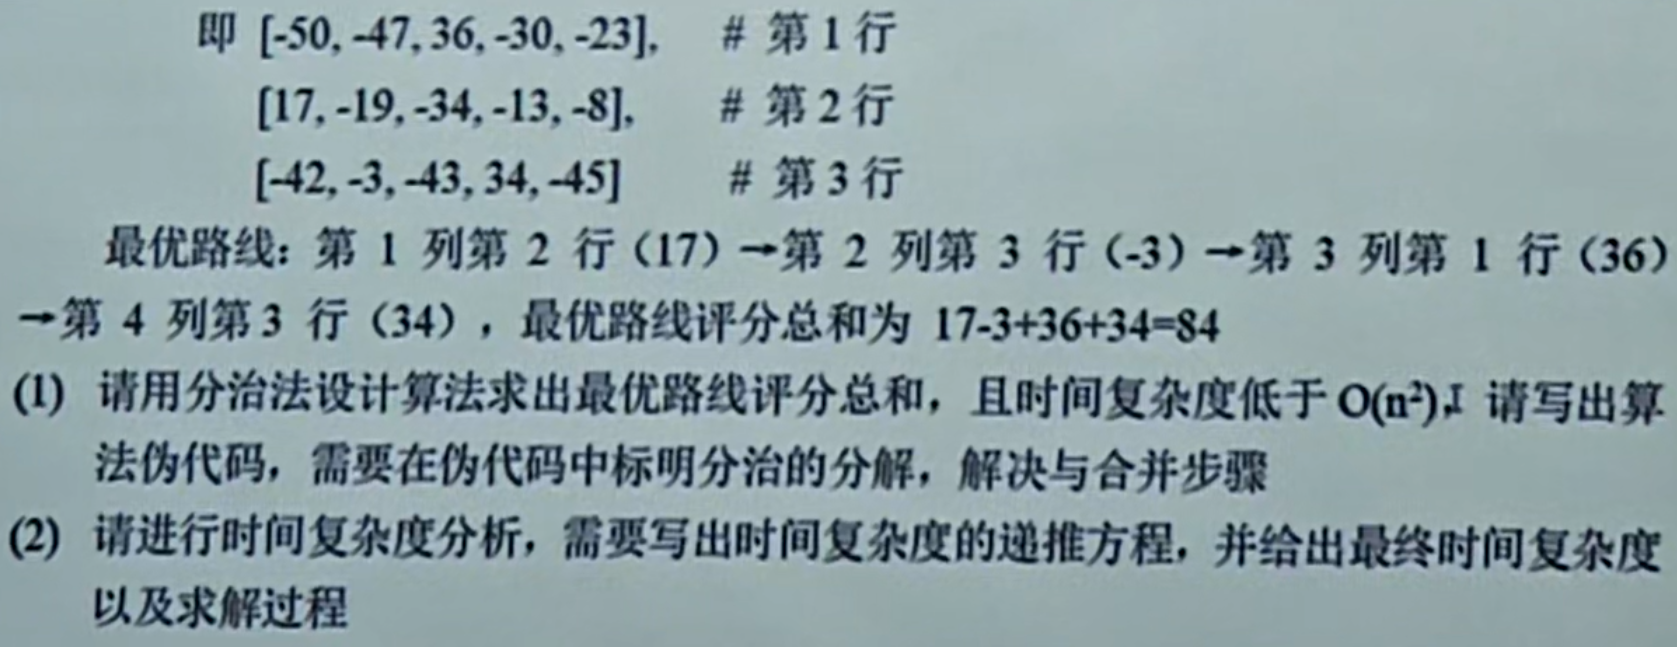 即 [-50, -47, 36, -30, -23], # 第 1 行
[17, -19, -34, -13, -8], # 第 2 行
[-42, -3, -43, 34, -45] # 第 3 行
最优路线：第 1 列第 2 行（17）→第 2 列第 3 行（-3）→第 3 列第 1 行（36）
→第 4 列第 3 行（34），最优路线评分总和为 17-3+36+34=84
(1) 请用分治法设计算法求出最优路线评分总和，且时间复杂度低于 O(n²), 请写出算
法伪代码，需要在伪代码中标明分治的分解，解决与合并步骤
(2) 请进行时间复杂度分析，需要写出时间复杂度的递推方程，并给出最终时间复杂度
以及求解过程